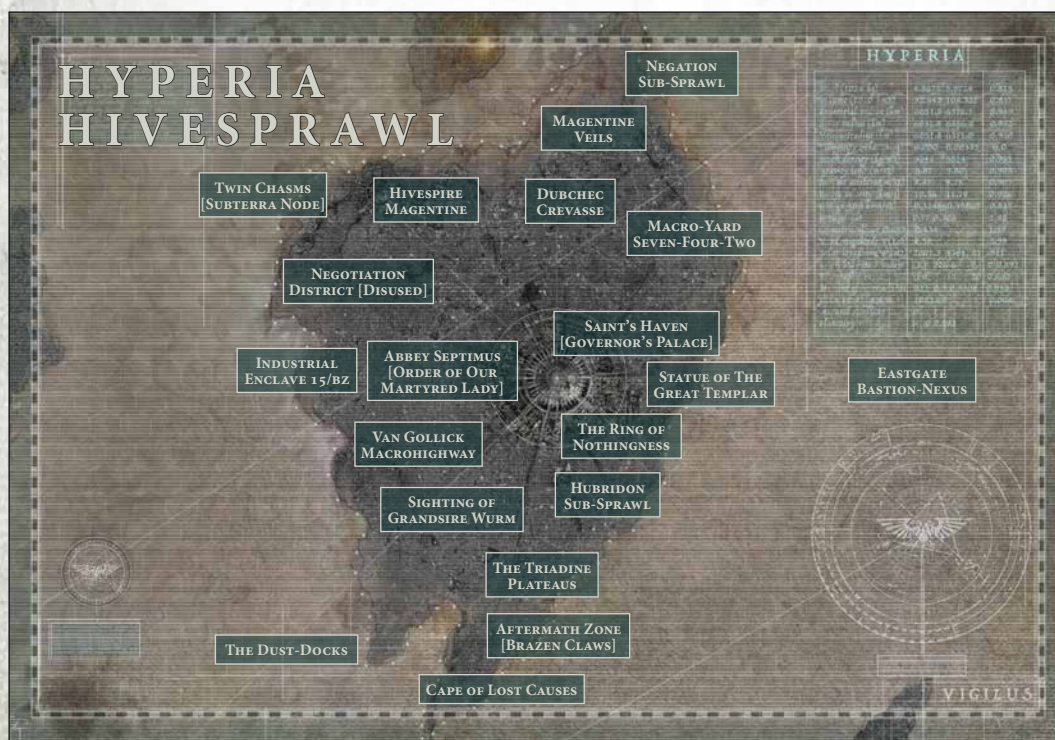 HYPERIA
HIVESPRAWL
HYPERIA
Negation
Sub-Sprawl
Magentine
Veils
Twin Chasms
[Subterra Node]
Hivespire
Magentine
Dubchec
Crevasse
Macro-Yard
Seven-Four-Two
Negotiation
District [Disused]
Saint's Haven
[Governor's Palace]
Industrial
Enclave 15/bz
Abbey Septimus
[Order of Our
Martyred Lady]
Statue of The
Great Templar
Eastgate
Bastion-Nexus
Van Gollick
Macrohighway
The Ring of
Nothingness
Sighting of
Grandsire Wurm
Hubridon
Sub-Sprawl
The Triadine
Plateaus
Aftermath Zone
[Brazen Claws]
The Dust-Docks
Cape of Lost Causes
VIGILUS